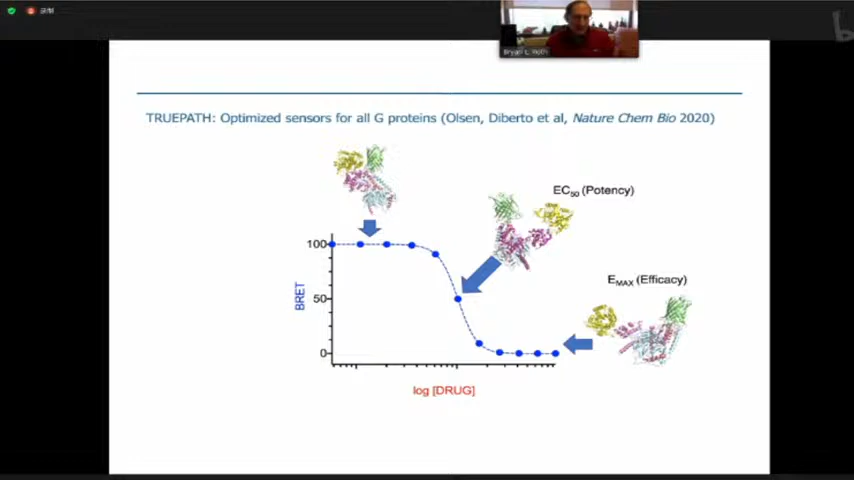 Bryan L. Roth
TRUEPATH: Optimized sensors for all G proteins (Olsen, Diberto et al, Nature Chem Bio 2020)
EC50 (Potency)
100
EMAX (Efficacy)
BRET
50
0
log [DRUG]
b